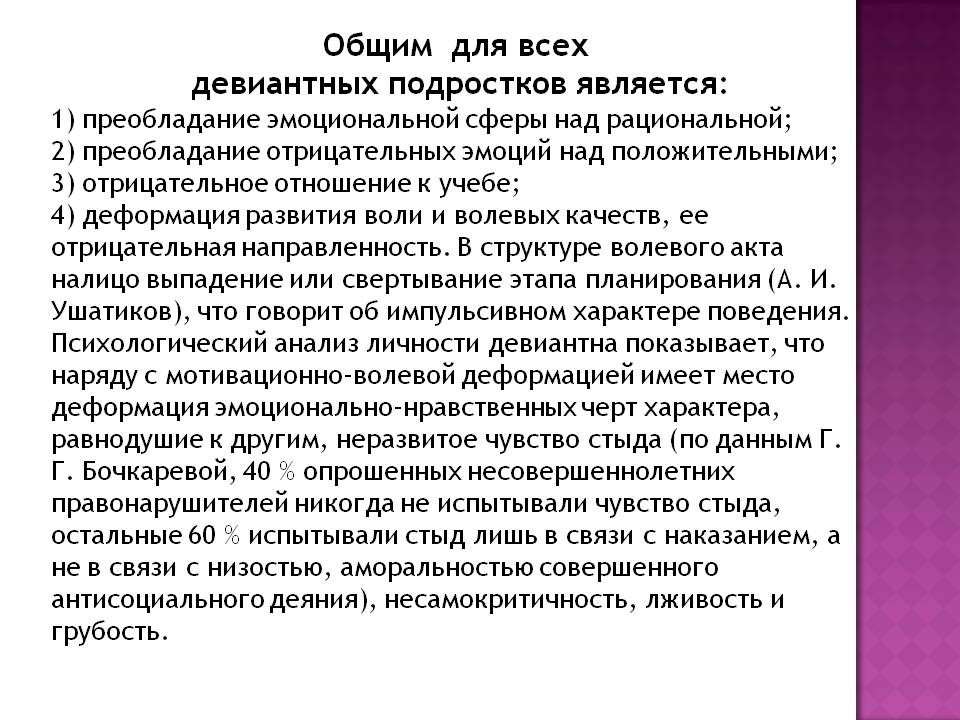 Общим  для всех
девиантных подростков является:
1) преобладание эмоциональной сферы над рациональной;
2) преобладание отрицательных эмоций над положительными;
3) отрицательное отношение к учебе;
4) деформация развития воли и волевых качеств, ее
отрицательная направленность. В структуре волевого акта
налицо выпадение или свертывание этапа планирования (А. И.
Ушатиков), что говорит об импульсивном характере поведения.
Психологический анализ личности девиантна показывает, что
наряду с мотивационно-волевой деформацией имеет место
деформация эмоционально-нравственных черт характера,
равнодушие к другим, неразвитое чувство стыда (по данным Г.
Г. Бочкаревой, 40 % опрошенных несовершеннолетних
правонарушителей никогда не испытывали чувство стыда,
остальные 60 % испытывали стыд лишь в связи с наказанием, а
не в связи с низостью, аморальностью совершенного
антисоциального деяния), несамокритичность, лживость и
грубость.